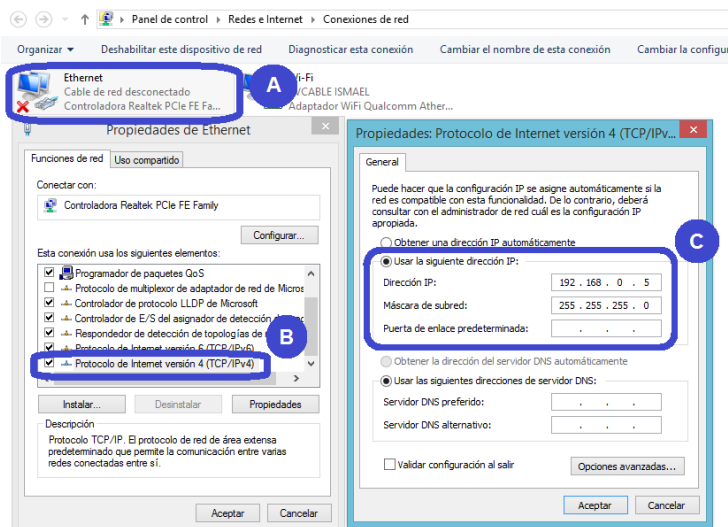 Panel de control › Redes e Internet › Conexiones de red
Organizar Deshabilitar este dispositivo de red Diagnosticar esta conexión Cambiar el nombre de esta conexión Cambiar la configur
Ethernet
Cable de red desconectado
Controladora Realtek PCIe FE Fa...
A
Wi-Fi
VCABLE ISMAEL
Adaptador WiFi Qualcomm Ather...
Propiedades de Ethernet
Funciones de red Uso compartido
Conectar con:
Controladora Realtek PCIe FE Family
Configurar...
Esta conexión usa los siguientes elementos:
Programador de paquetes QoS
Protocolo de multiplexor de adaptador de red de Micros
Controlador de protocolo LLDP de Microsoft
Controlador de E/S del asignador de detección de
Respondedor de detección de topologías de
Protocolo de Internet versión 6 (TCP/IPv6)
Protocolo de Internet versión 4 (TCP/IPv4)
B
Instalar... Desinstalar Propiedades
Descripción
Protocolo TCP/IP. El protocolo de red de área extensa
predeterminado que permite la comunicación entre varias
redes conectadas entre sí.
Aceptar Cancelar
Propiedades: Protocolo de Internet versión 4 (TCP/IPv...
General
Puede hacer que la configuración IP se asigne automáticamente si la
red es compatible con esta funcionalidad. De lo contrario, deberá
consultar con el administrador de red cuál es la configuración IP
apropiada.
C
Obtener una dirección IP automáticamente
Usar la siguiente dirección IP:
Dirección IP: 192 . 168 . 0 . 5
Máscara de subred: 255 . 255 . 255 . 0
Puerta de enlace predeterminada: . . .
Obtener la dirección del servidor DNS automáticamente
Usar las siguientes direcciones de servidor DNS:
Servidor DNS preferido: . . .
Servidor DNS alternativo: . . .
Validar configuración al salir Opciones avanzadas...
Aceptar Cancelar